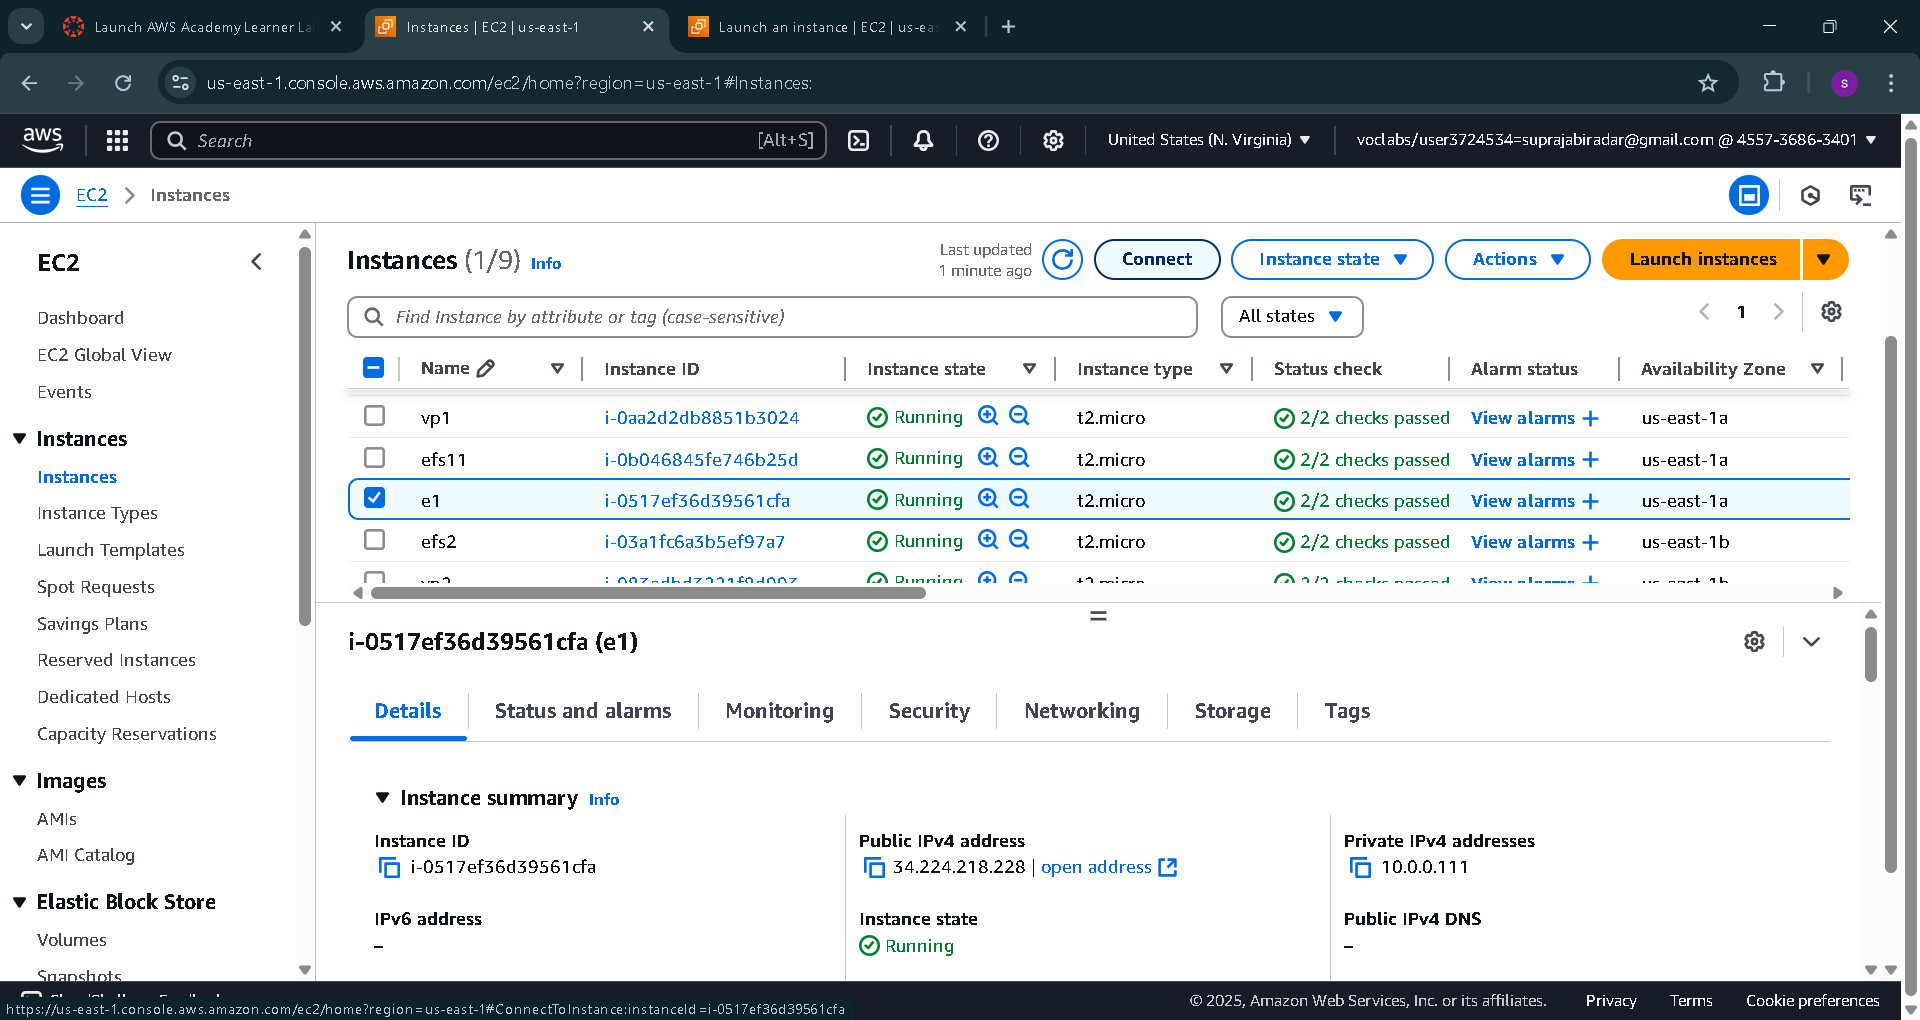 Launch AWS Academy Learner La
Instances | EC2 | us-east-1
Launch an instance | EC2 | us-ea
us-east-1.console.aws.amazon.com/ec2/home?region=us-east-1#Instances:
s
aws
Search
[Alt+S]
United States (N. Virginia)
voclabs/user3724534=suprajabiradar@gmail.com @ 4557-3686-3401
EC2
Instances
EC2
Dashboard
EC2 Global View
Events
Instances
Instances
Instance Types
Launch Templates
Spot Requests
Savings Plans
Reserved Instances
Dedicated Hosts
Capacity Reservations
Images
AMIs
AMI Catalog
Elastic Block Store
Volumes
Snapshots
Instances (1/9) Info
Last updated
1 minute ago
Connect
Instance state
Actions
Launch instances
Find Instance by attribute or tag (case-sensitive)
All states
1
Name Instance ID Instance state Instance type Status check Alarm status Availability Zone
vp1 i-0aa2d2db8851b3024 Running t2.micro 2/2 checks passed View alarms + us-east-1a
efs11 i-0b046845fe746b25d Running t2.micro 2/2 checks passed View alarms + us-east-1a
e1 i-0517ef36d39561cfa Running t2.micro 2/2 checks passed View alarms + us-east-1a
efs2 i-03a1fc6a3b5ef97a7 Running t2.micro 2/2 checks passed View alarms + us-east-1b
Running t2.micro 2/2 checks passed View alarms + us-east-1b
i-0517ef36d39561cfa (e1)
Details
Status and alarms
Monitoring
Security
Networking
Storage
Tags
Instance summary Info
Instance ID
i-0517ef36d39561cfa
Public IPv4 address
34.224.218.228 | open address
Private IPv4 addresses
10.0.0.111
IPv6 address
–
Instance state
Running
Public IPv4 DNS
–
https://us-east-1.console.aws.amazon.com/ec2/home?region=us-east-1#ConnectToInstance:instanceId=i-0517ef36d39561cfa
© 2025, Amazon Web Services, Inc. or its affiliates.
Privacy
Terms
Cookie preferences